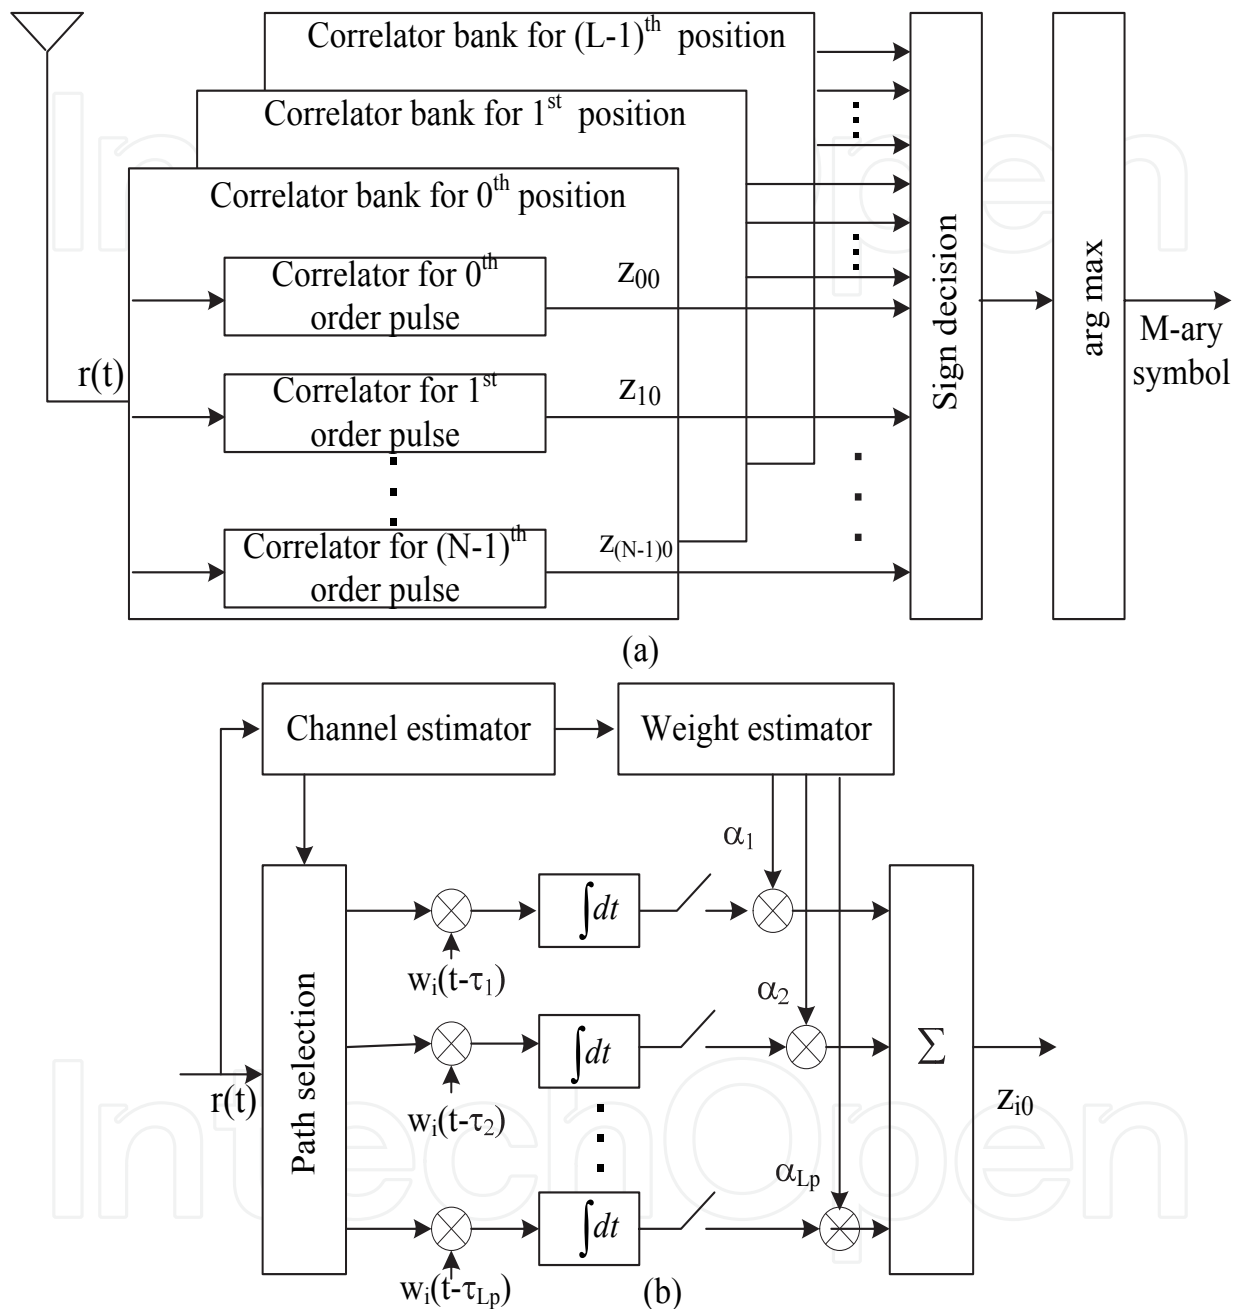 Correlator bank for (L-1)th position
Correlator bank for 1st position
Correlator bank for 0th position
Correlator for 0th
order pulse
z00
Correlator for 1st
order pulse
z10
Correlator for (N-1)th
order pulse
z(N-1)0
r(t)
Sign decision
arg max
M-ary
symbol
(a)
Channel estimator
Weight estimator
α1
∫dt
wi(t-τ1)
α2
∫dt
wi(t-τ2)
Path selection
r(t)
Σ
zi0
αLp
∫dt
wi(t-τLp)
(b)
IntechOpen
IntechOpen